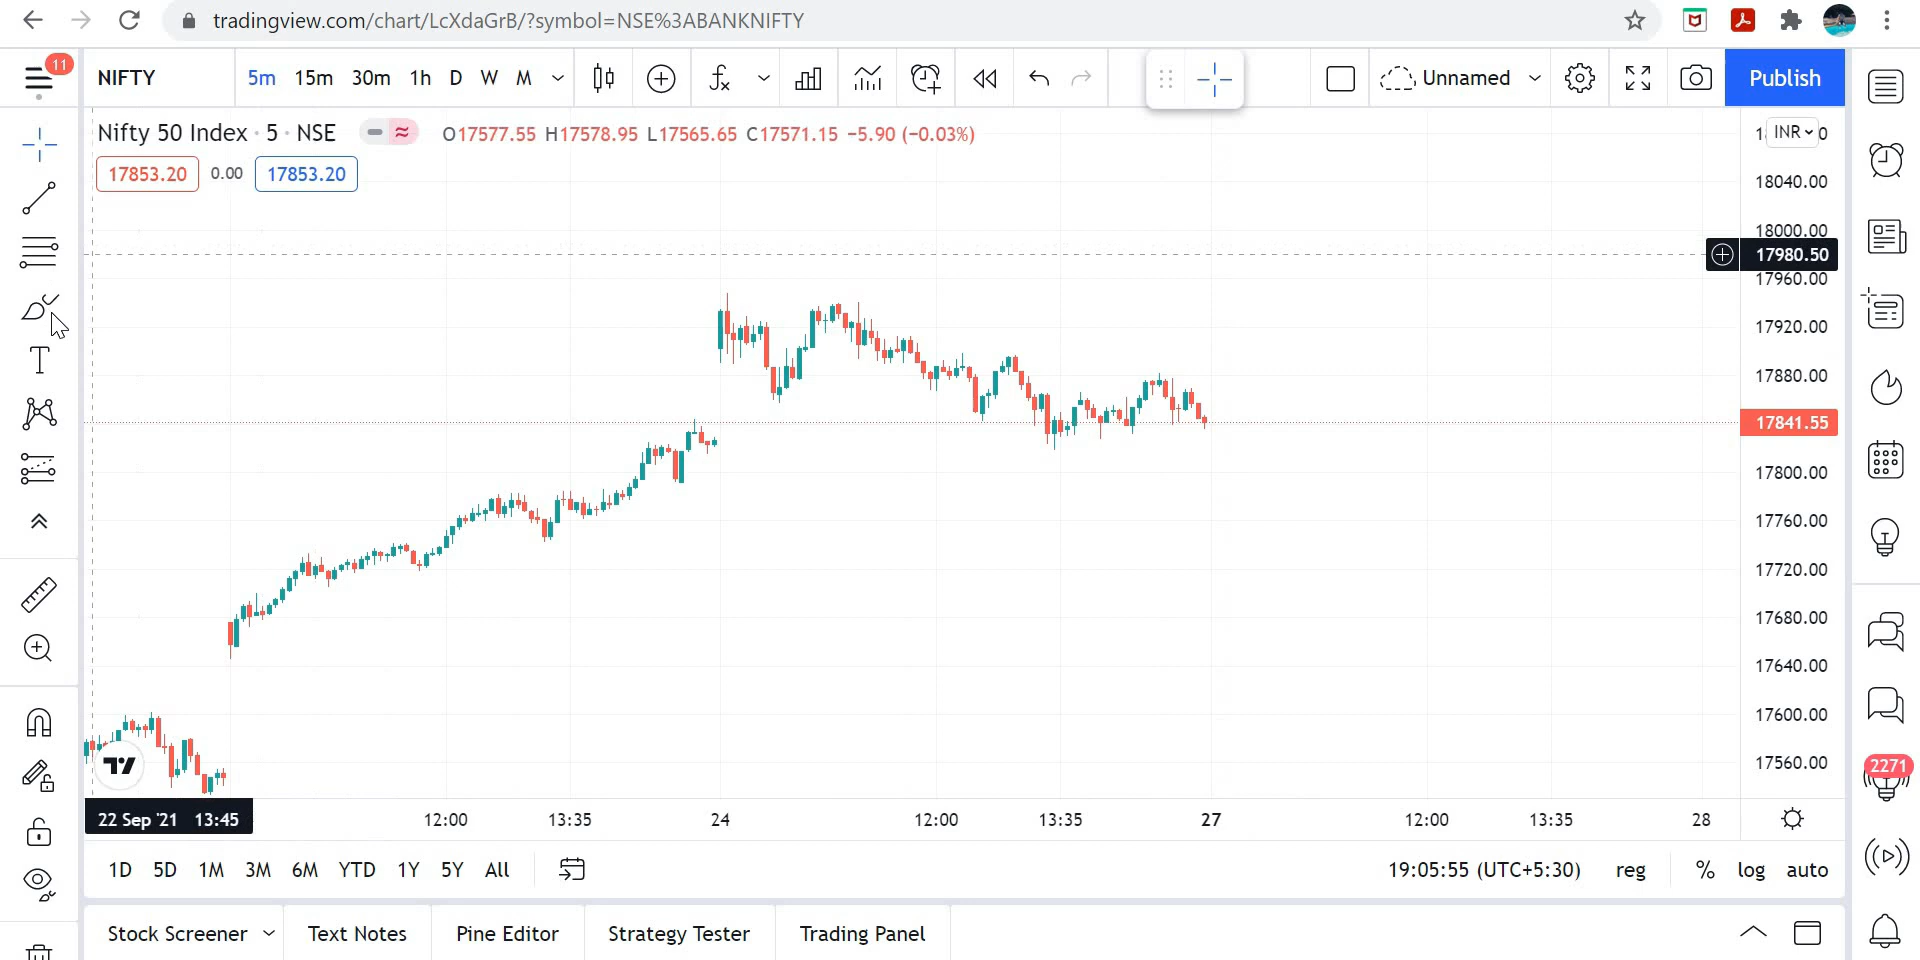 tradingview.com/chart/LcXdaGrB/?symbol=NSE%3ABANKNIFTY
11
NIFTY
5m 15m 30m 1h D W M
Unnamed
Publish
Nifty 50 Index · 5 · NSE
O17577.55 H17578.95 L17565.65 C17571.15 −5.90 (−0.03%)
INR
17853.20 0.00 17853.20
18040.00
18000.00
17980.50
17960.00
17920.00
17880.00
17841.55
17800.00
17760.00
17720.00
17680.00
17640.00
17600.00
17560.00
2271
22 Sep '21 13:45 12:00 13:35 24 12:00 13:35 27 12:00 13:35 28
1D 5D 1M 3M 6M YTD 1Y 5Y All
19:05:55 (UTC+5:30) reg % log auto
Stock Screener Text Notes Pine Editor Strategy Tester Trading Panel